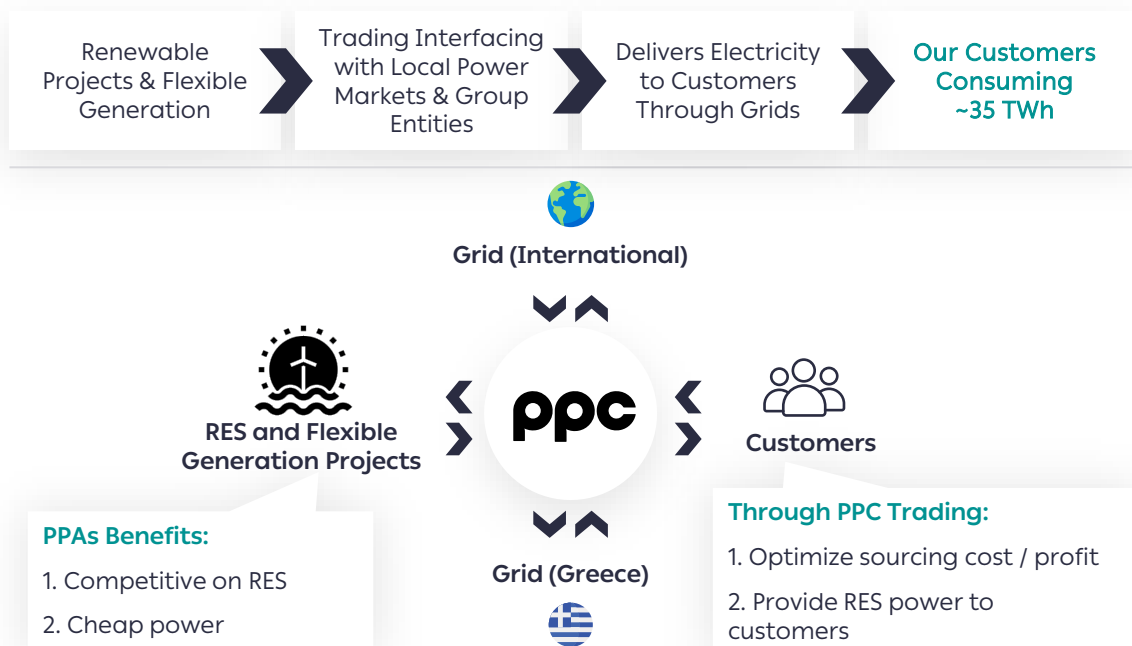 Renewable
Projects & Flexible
Generation
Trading Interfacing
with Local Power
Markets & Group
Entities
Delivers Electricity
to Customers
Through Grids
Our Customers
Consuming
~35 TWh
Grid (International)
RES and Flexible
Generation Projects
ppc
Customers
PPAs Benefits:
1. Competitive on RES
2. Cheap power
Grid (Greece)
Through PPC Trading:
1. Optimize sourcing cost / profit
2. Provide RES power to
customers